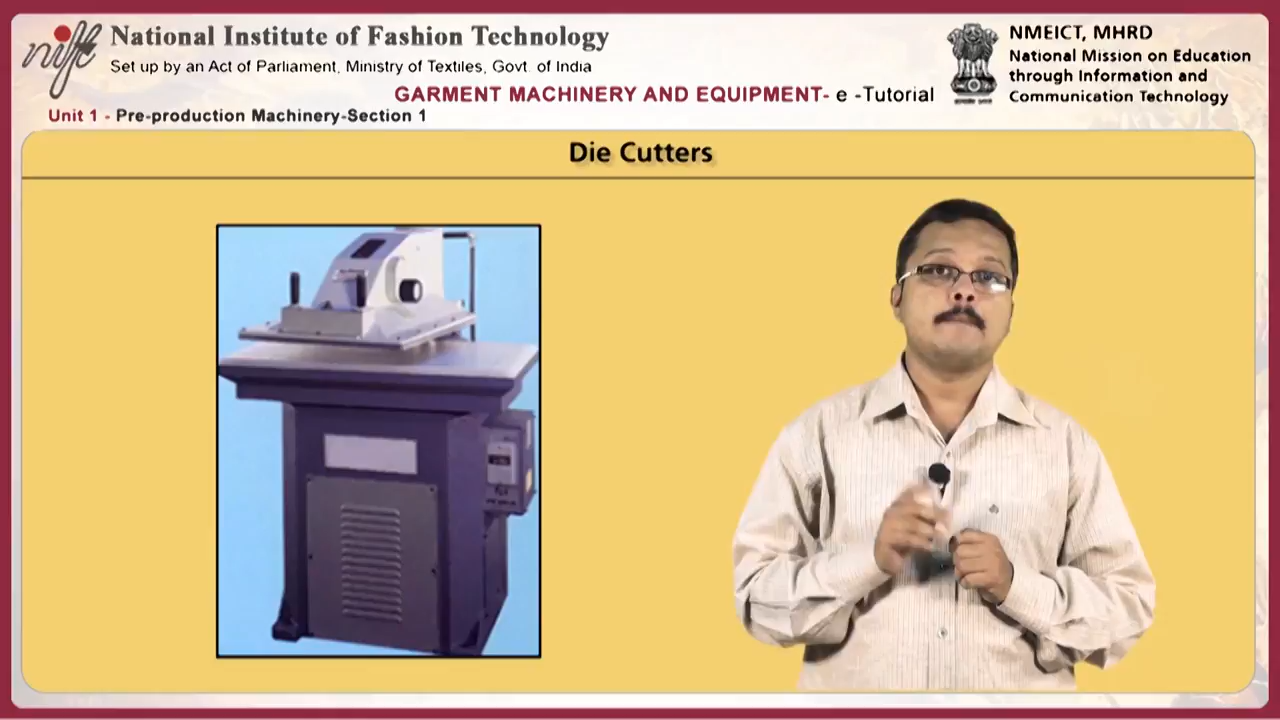 nift
National Institute of Fashion Technology
Set up by an Act of Parliament, Ministry of Textiles, Govt. of India
NMEICT, MHRD
National Mission on Education
through Information and
Communication Technology
GARMENT MACHINERY AND EQUIPMENT- e -Tutorial
Unit 1 - Pre-production Machinery-Section 1
Die Cutters